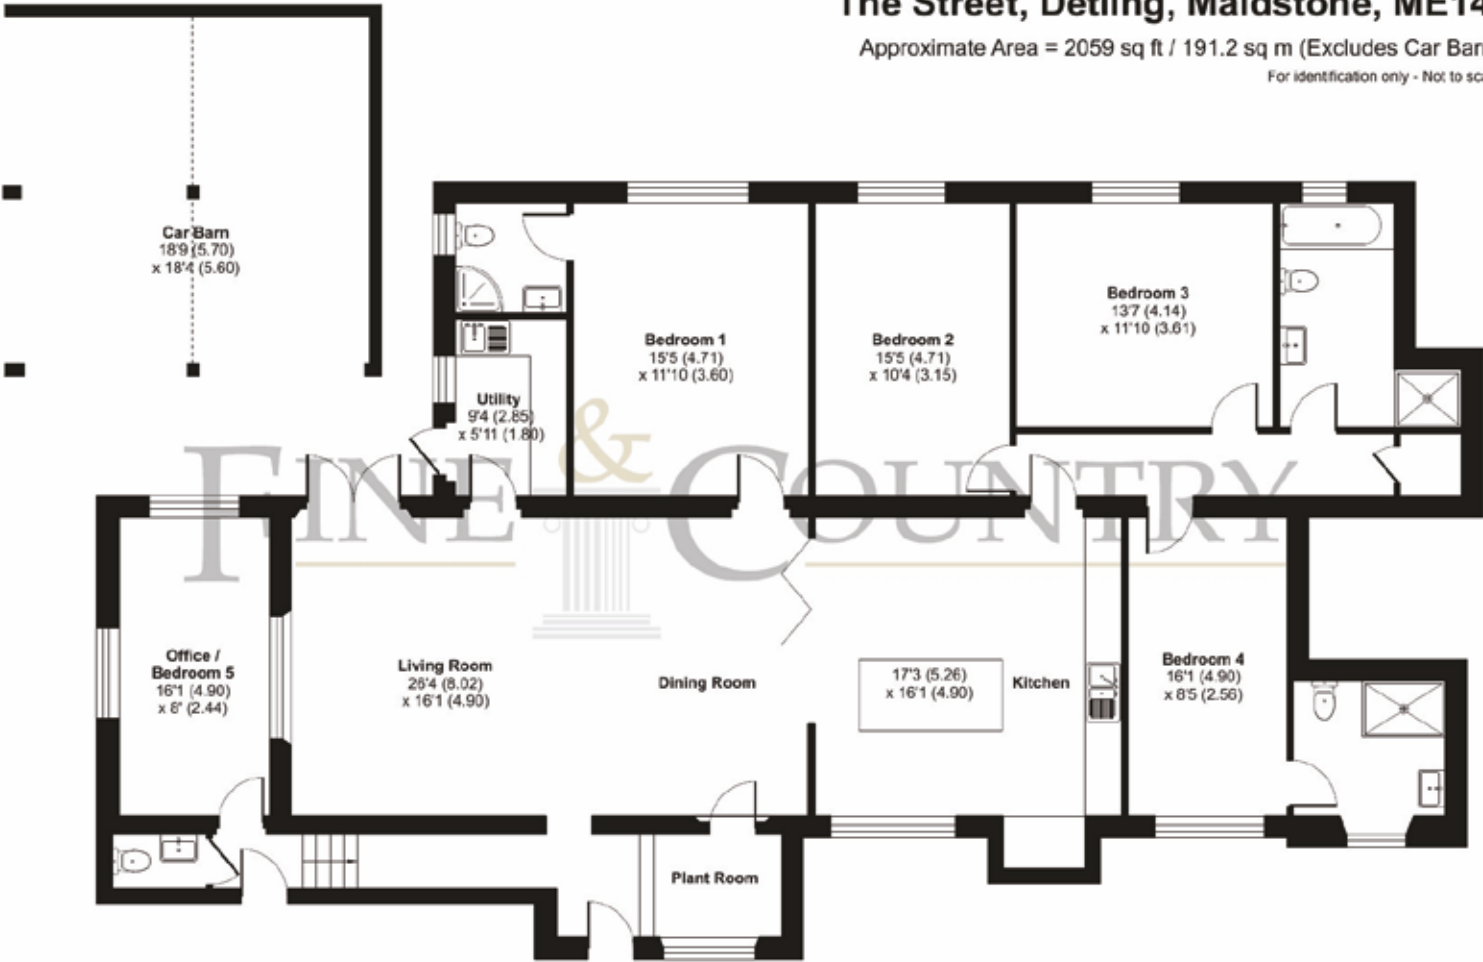 The Street, Detling, Maidstone, ME14
Approximate Area = 2059 sq ft / 191.2 sq m (Excludes Car Barn
For identification only - Not to sca
Car Barn
18'9 (5.70)
x 18'4 (5.60)
Bedroom 1
15'5 (4.71)
x 11'10 (3.60)
Bedroom 2
15'5 (4.71)
x 10'4 (3.15)
Bedroom 3
13'7 (4.14)
x 11'10 (3.61)
Utility
9'4 (2.85)
x 5'11 (1.80)
FINE & COUNTRY
Office /
Bedroom 5
16'1 (4.90)
x 8' (2.44)
Living Room
26'4 (8.02)
x 16'1 (4.90)
Dining Room
17'3 (5.26)
x 16'1 (4.90)
Kitchen
Bedroom 4
16'1 (4.90)
x 8'5 (2.56)
Plant Room